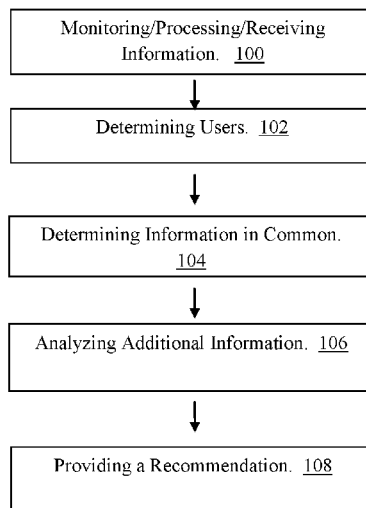 Monitoring/Processing/Receiving
Information. 100
Determining Users. 102
Determining Information in Common.
104
Analyzing Additional Information. 106
Providing a Recommendation. 108